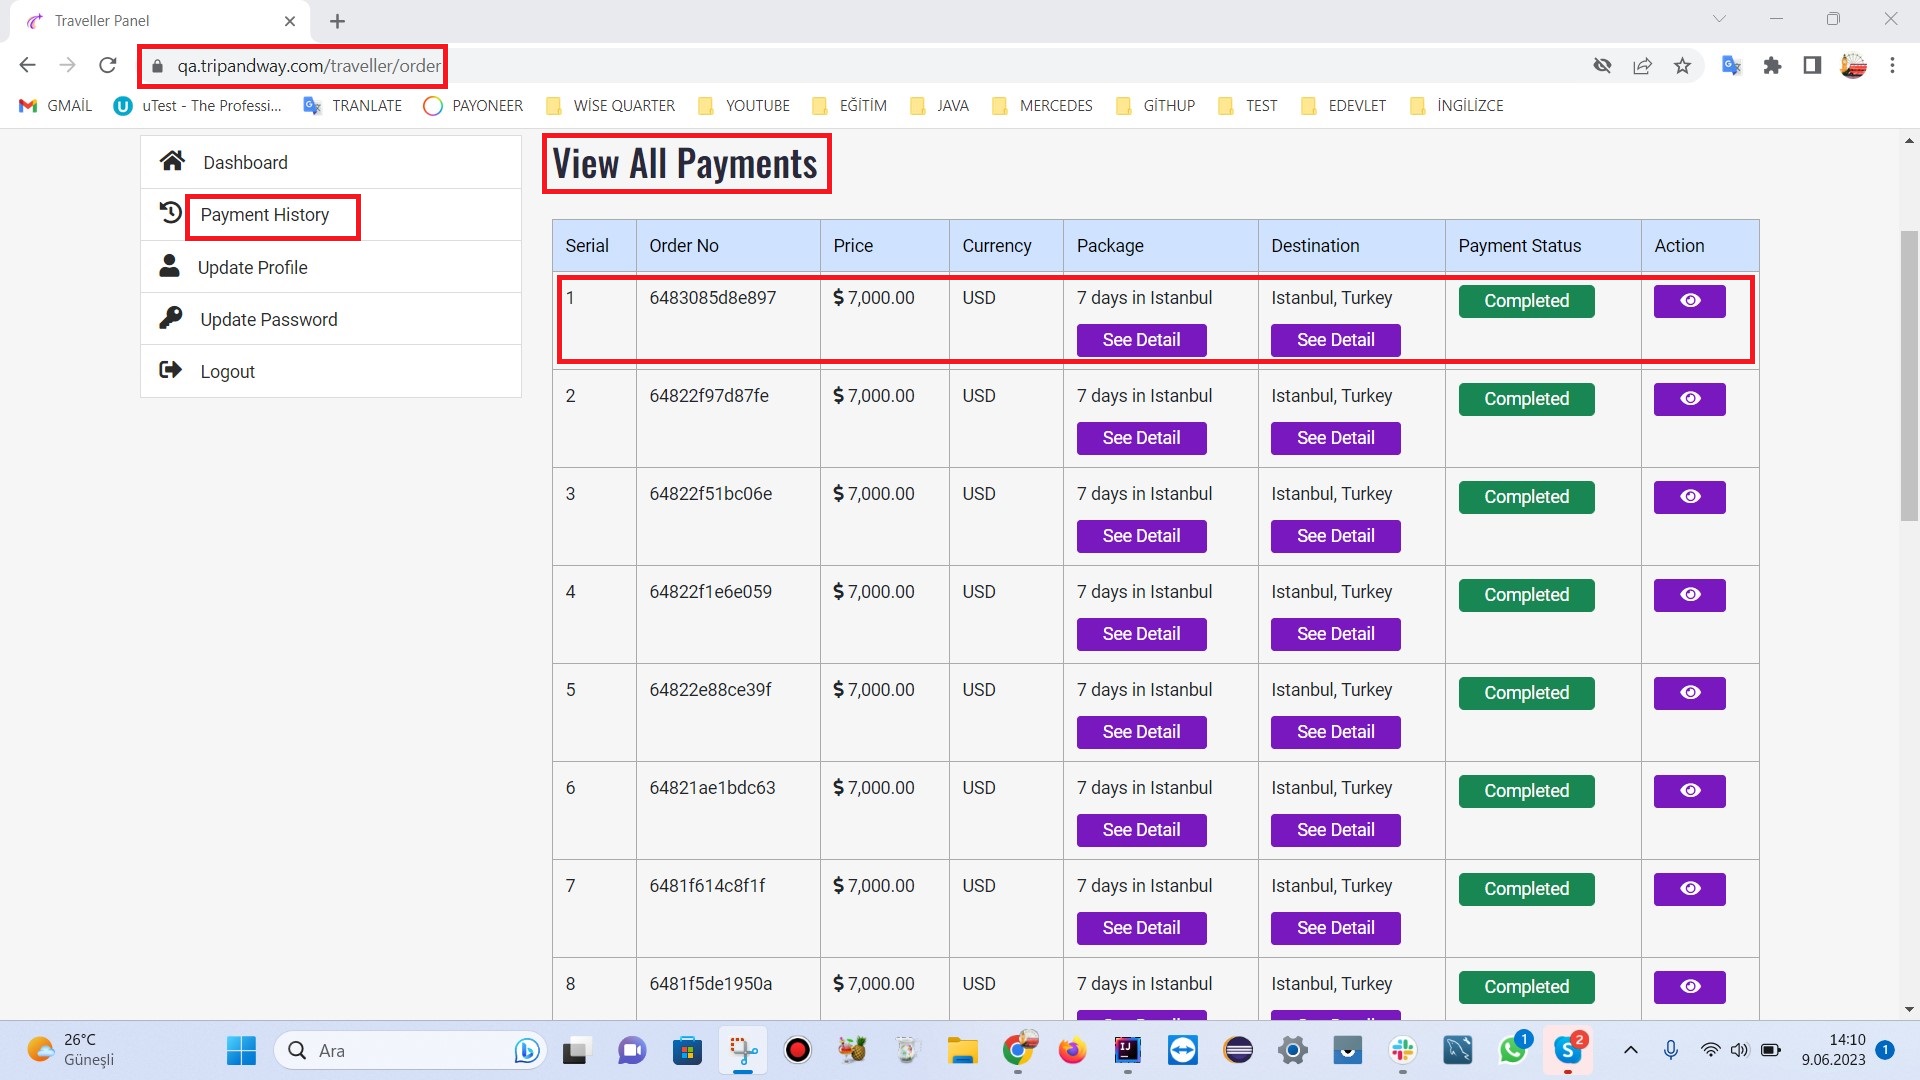 Traveller Panel
qa.tripandway.com/traveller/order
GMAİL
uTest - The Professi...
TRANLATE
PAYONEER
WİSE QUARTER
YOUTUBE
EĞİTİM
JAVA
MERCEDES
GİTHUP
TEST
EDEVLET
İNGİLİZCE
Dashboard
Payment History
Update Profile
Update Password
Logout
View All Payments
Serial Order No Price Currency Package Destination Payment Status Action
1 6483085d8e897 $ 7,000.00 USD 7 days in Istanbul Istanbul, Turkey Completed
See Detail See Detail
2 64822f97d87fe $ 7,000.00 USD 7 days in Istanbul Istanbul, Turkey Completed
See Detail See Detail
3 64822f51bc06e $ 7,000.00 USD 7 days in Istanbul Istanbul, Turkey Completed
See Detail See Detail
4 64822f1e6e059 $ 7,000.00 USD 7 days in Istanbul Istanbul, Turkey Completed
See Detail See Detail
5 64822e88ce39f $ 7,000.00 USD 7 days in Istanbul Istanbul, Turkey Completed
See Detail See Detail
6 64821ae1bdc63 $ 7,000.00 USD 7 days in Istanbul Istanbul, Turkey Completed
See Detail See Detail
7 6481f614c8f1f $ 7,000.00 USD 7 days in Istanbul Istanbul, Turkey Completed
See Detail See Detail
8 6481f5de1950a $ 7,000.00 USD 7 days in Istanbul Istanbul, Turkey Completed
26°C
Güneşli
Ara
1
2
14:10
9.06.2023
1